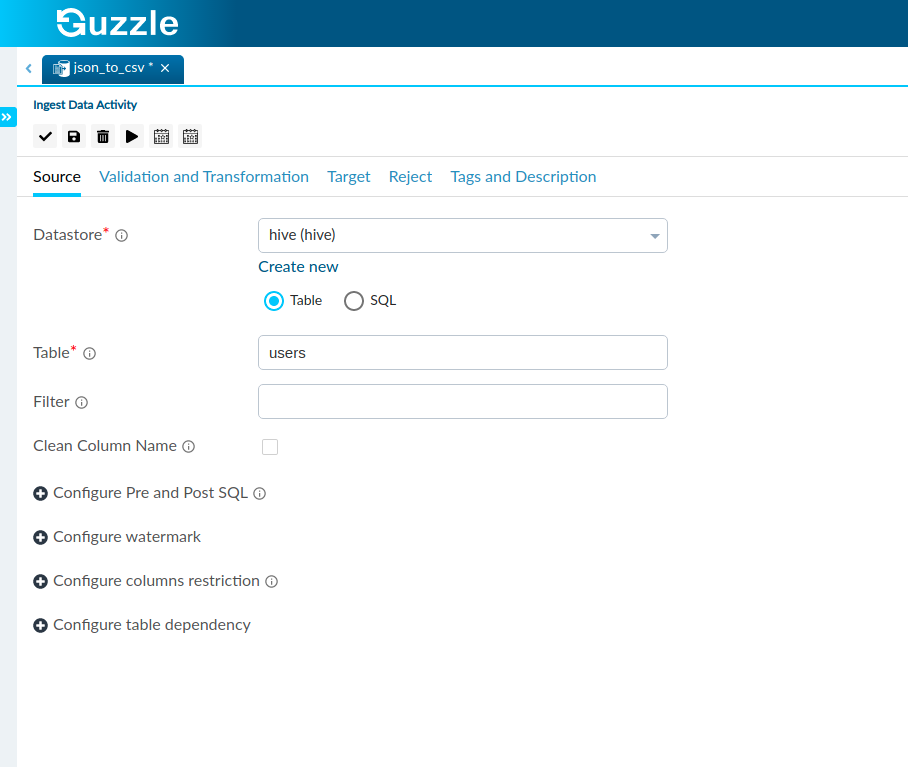 Guzzle
json_to_csv *
Ingest Data Activity
Source Validation and Transformation Target Reject Tags and Description
Datastore* hive (hive)
Create new
Table SQL
Table* users
Filter
Clean Column Name
Configure Pre and Post SQL
Configure watermark
Configure columns restriction
Configure table dependency